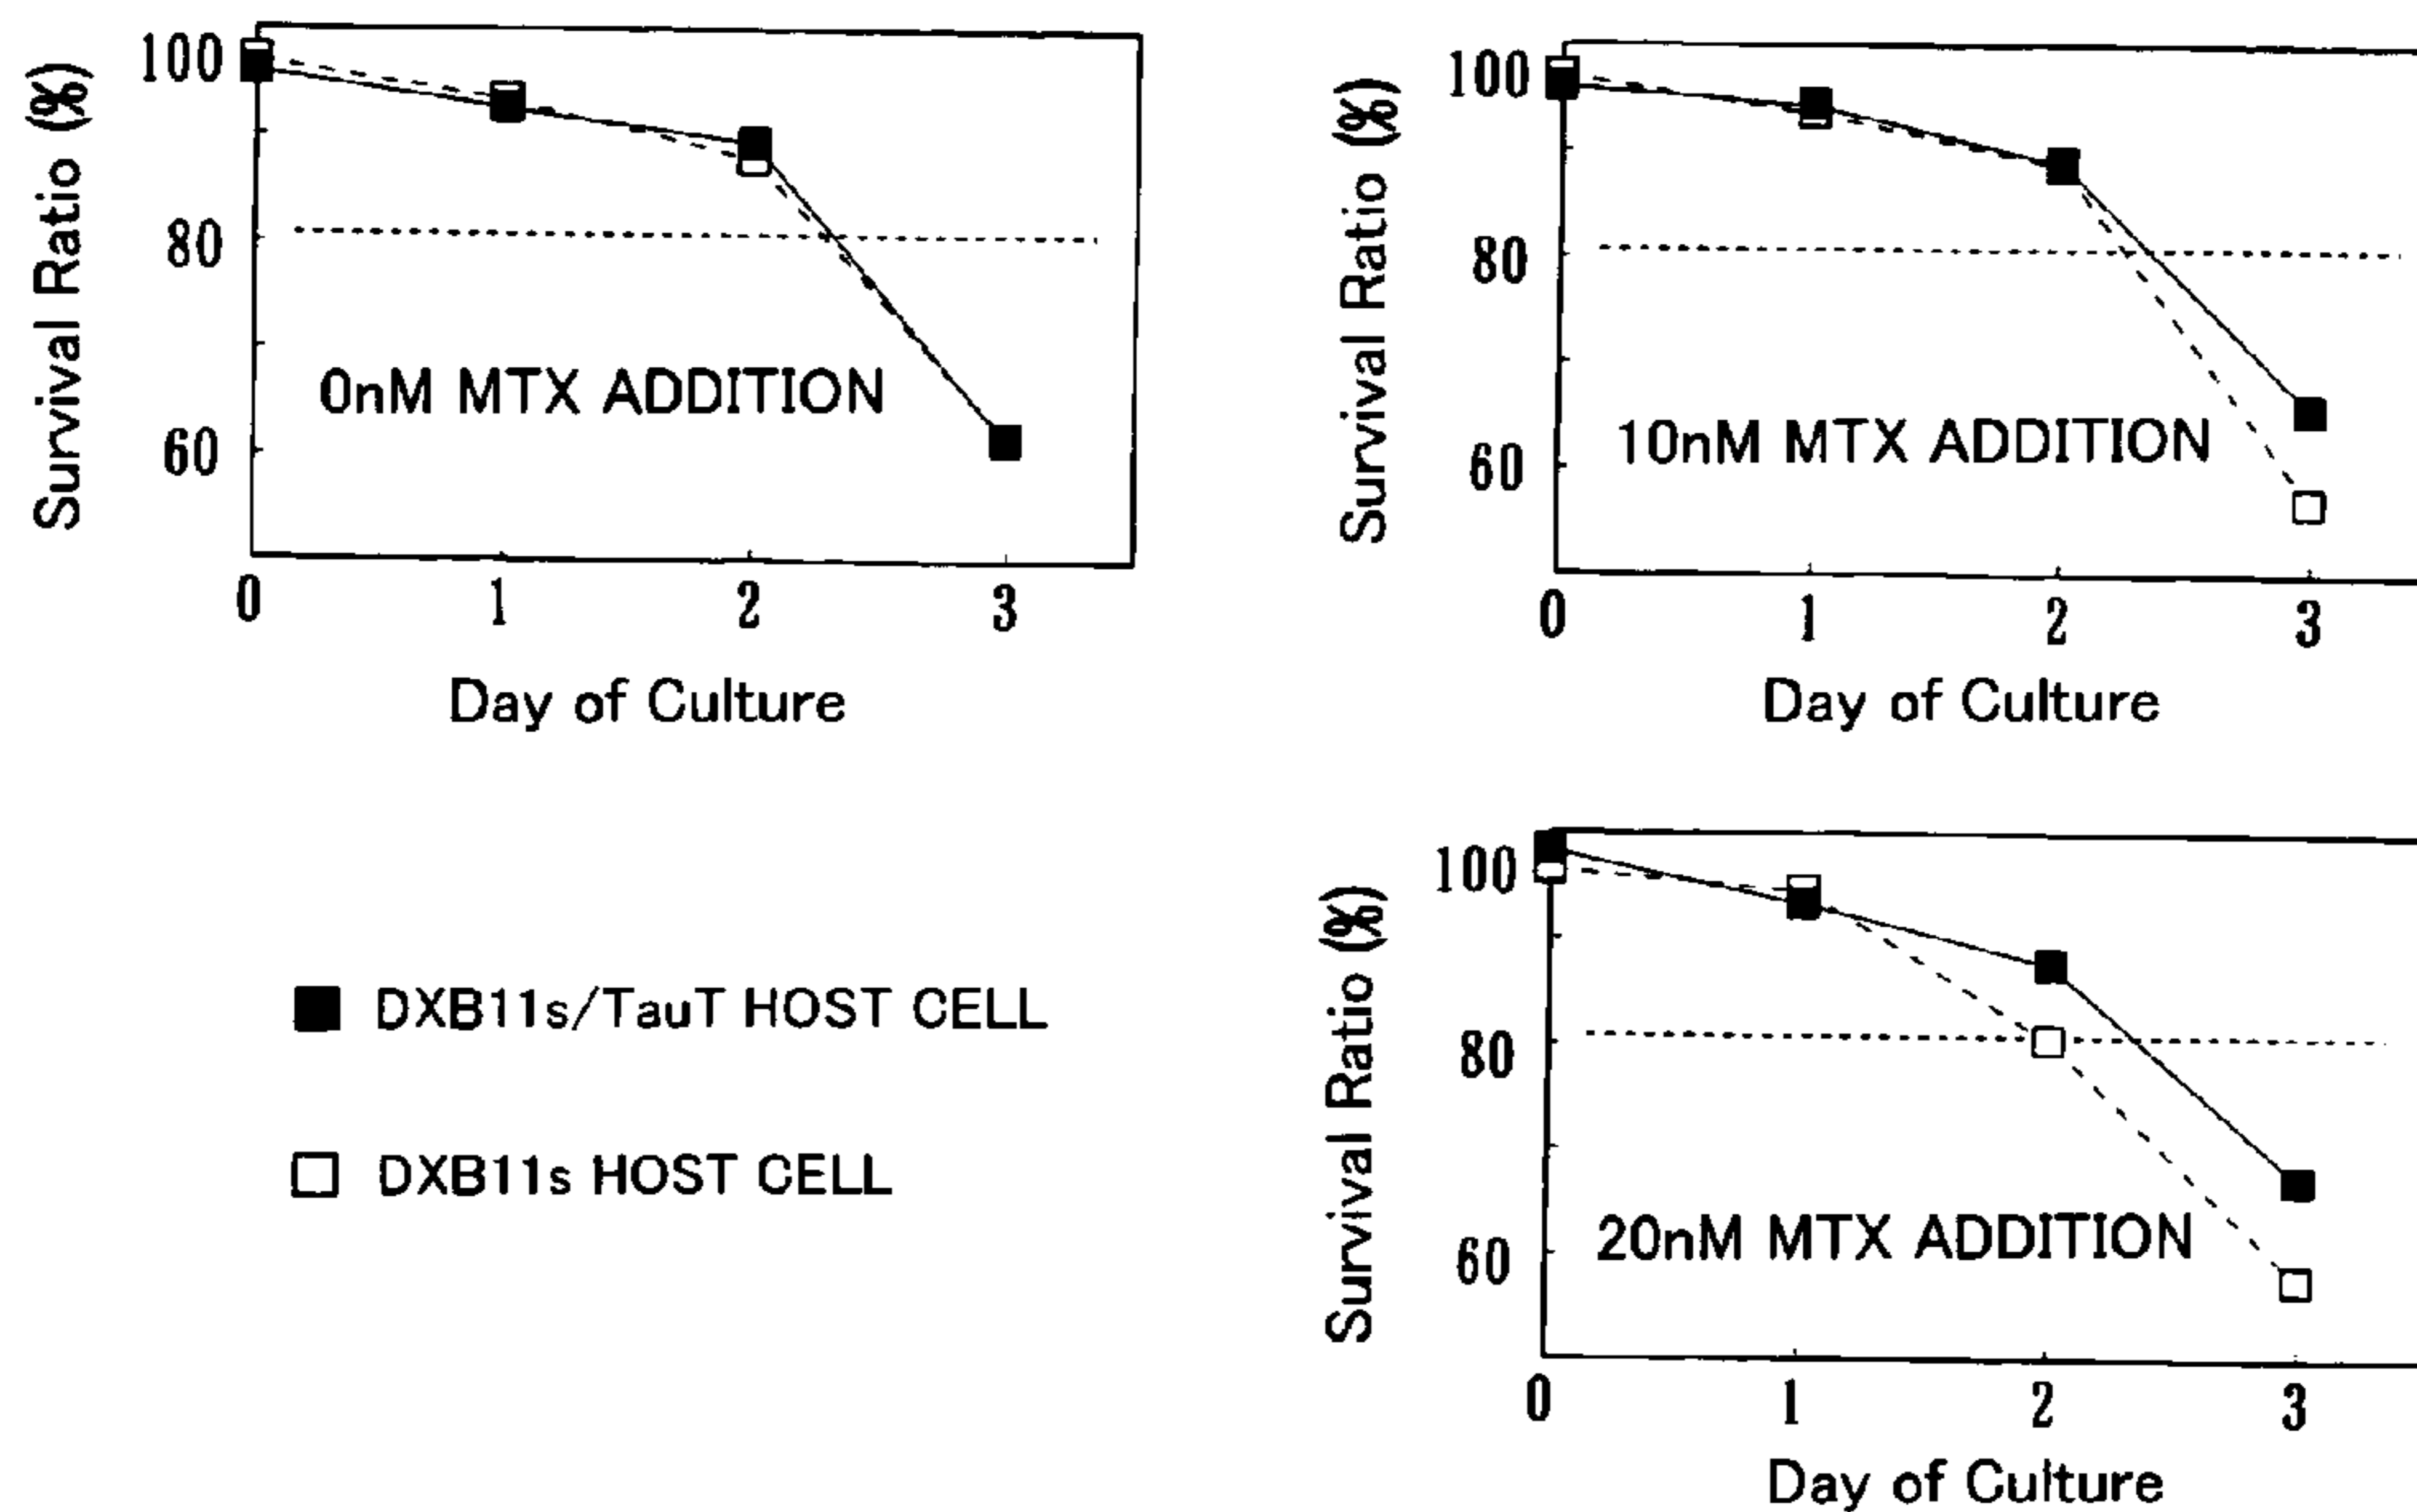 Survival Ratio (%)
100
80
60
0nM MTX ADDITION
0 1 2 3
Day of Culture
Survival Ratio (%)
100
80
60
10nM MTX ADDITION
0 1 2 3
Day of Culture
■ DXB11s/TauT HOST CELL
□ DXB11s HOST CELL
Survival Ratio (%)
100
80
60
20nM MTX ADDITION
0 1 2 3
Day of Culture